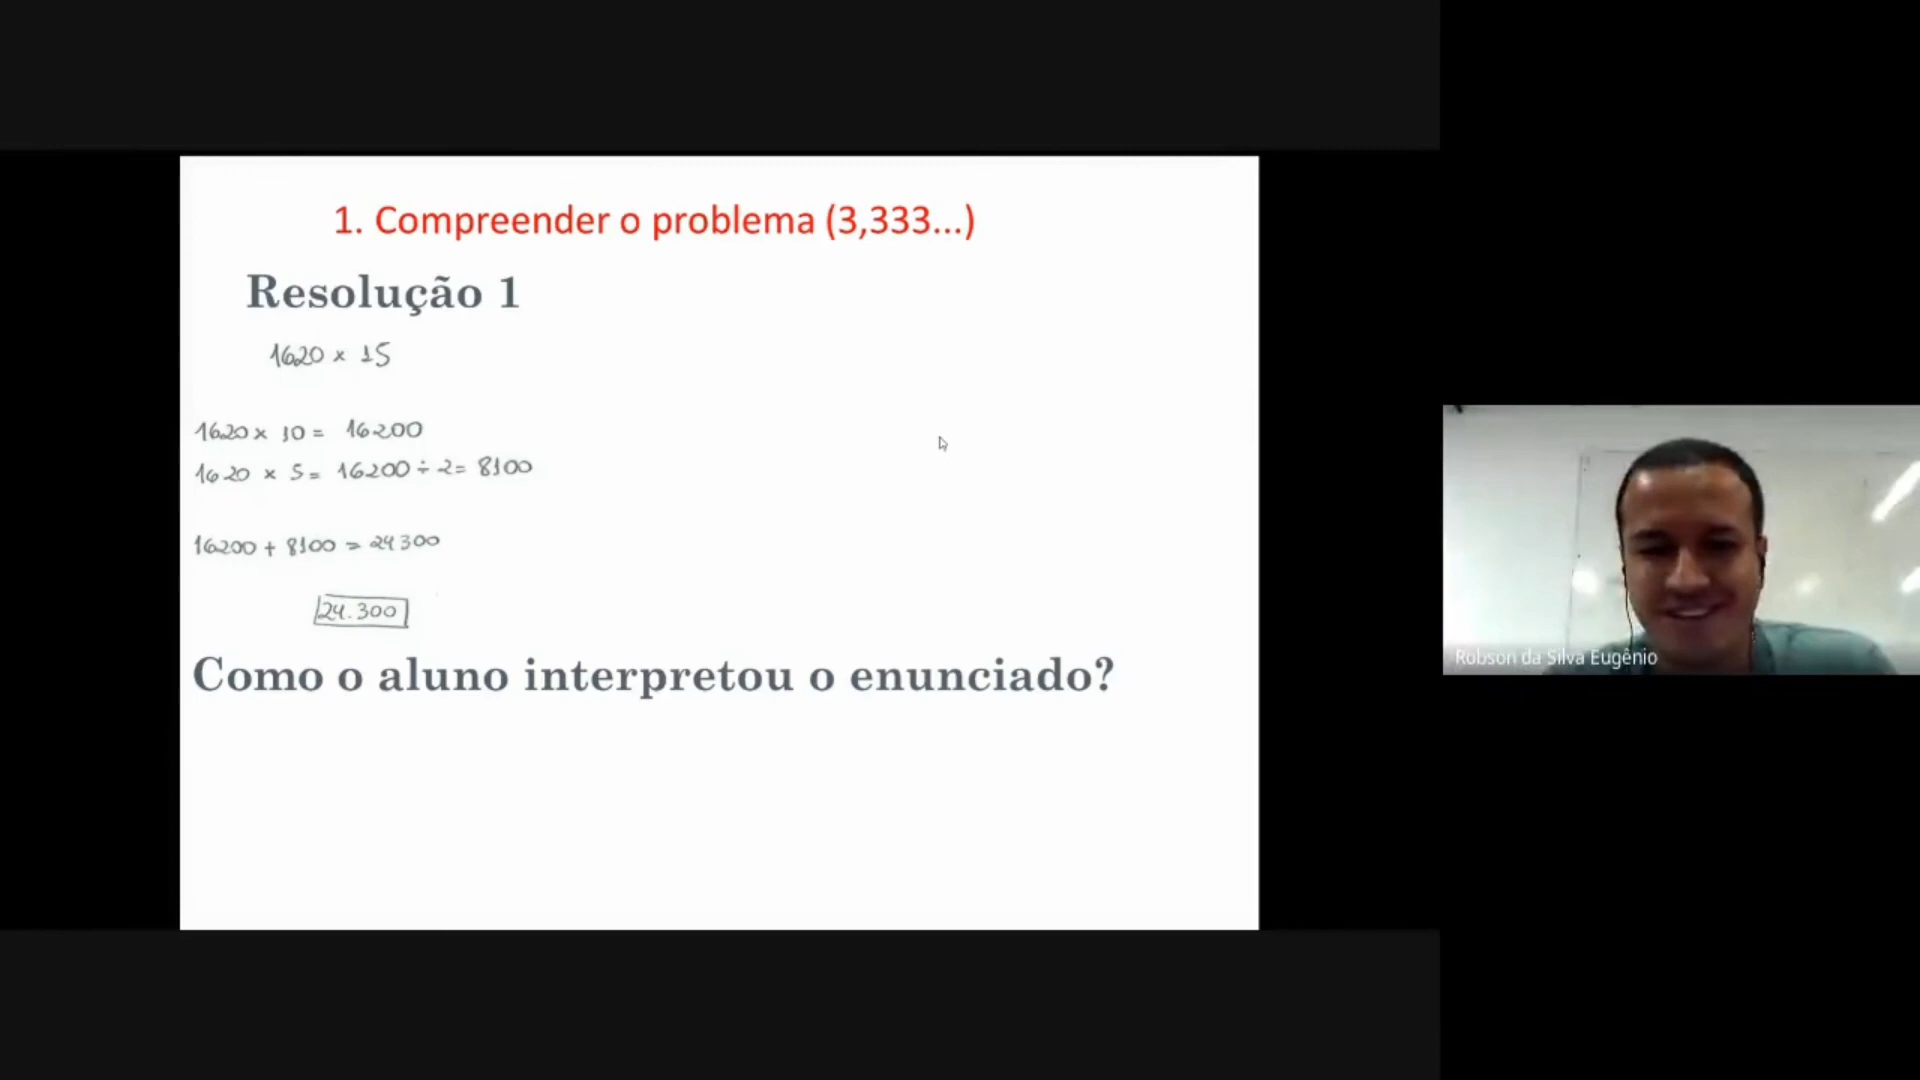 1. Compreender o problema (3,333...)
Resolução 1
1620 × 15
1620 × 10 = 16200
1620 × 5 = 16200 ÷ 2 = 8100
16200 + 8100 = 24300
24.300
Como o aluno interpretou o enunciado?
Robson da Silva Eugênio